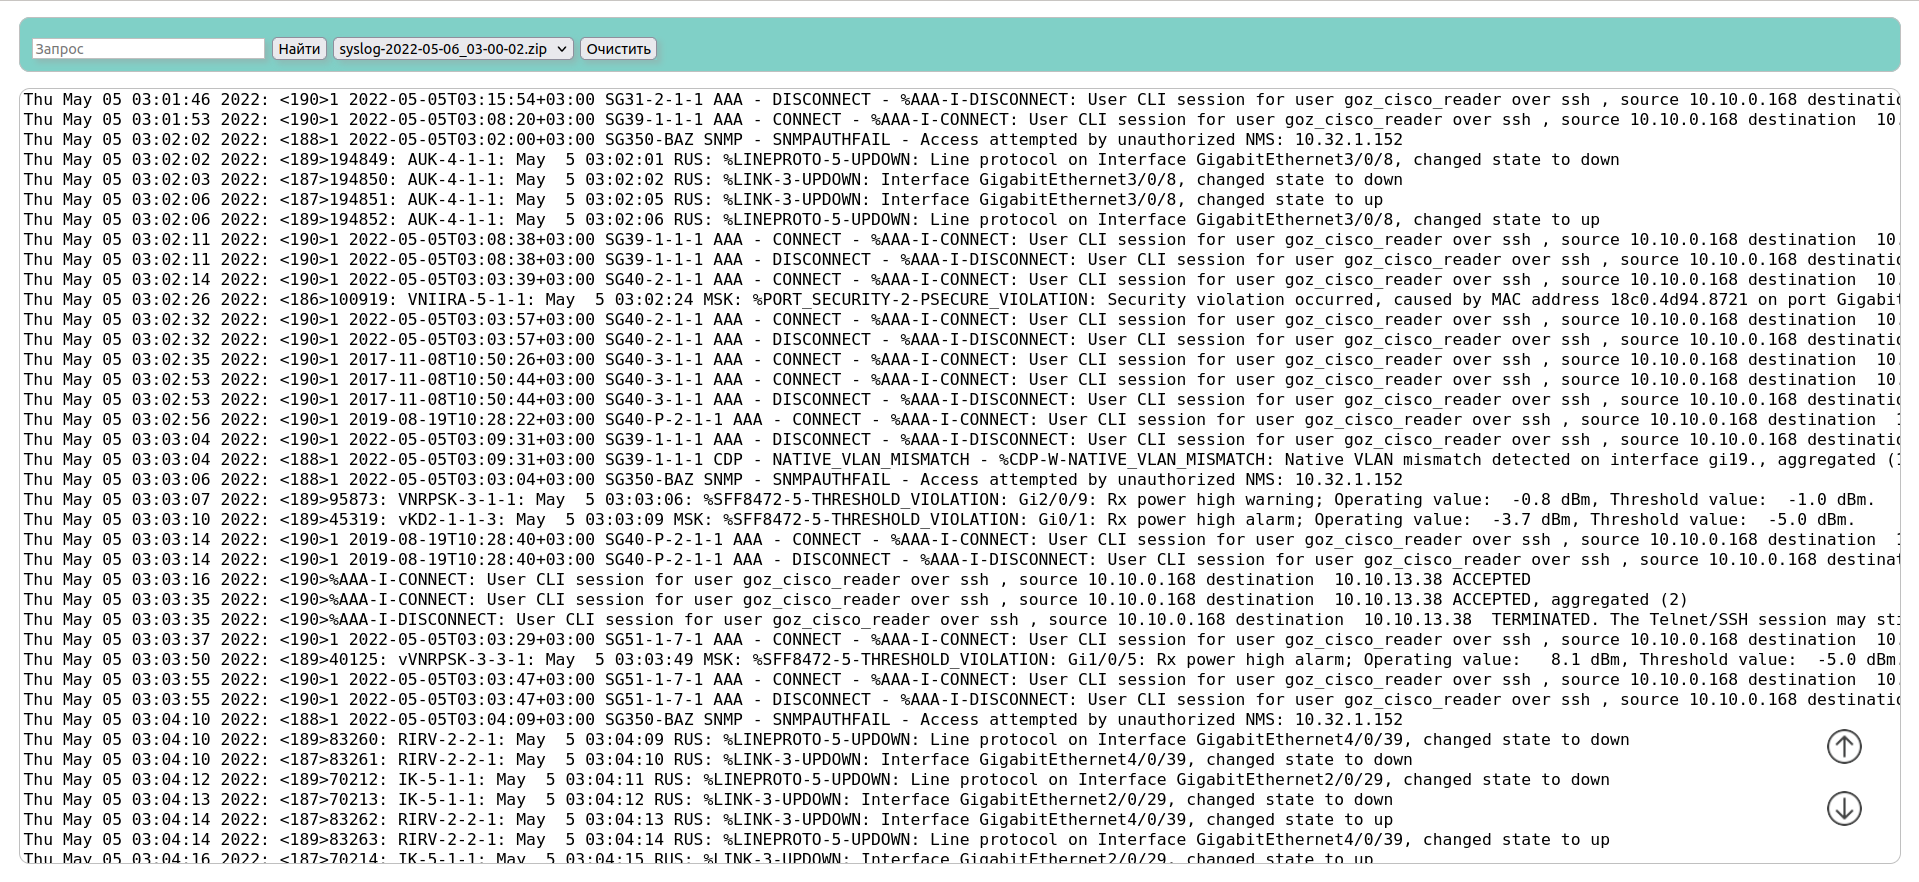 Запрос Найти syslog-2022-05-06_03-00-02.zip Очистить
Thu May 05 03:01:46 2022: <190>1 2022-05-05T03:15:54+03:00 SG31-2-1-1 AAA - DISCONNECT - %AAA-I-DISCONNECT: User CLI session for user goz_cisco_reader over ssh , source 10.10.0.168 destinatio
Thu May 05 03:01:53 2022: <190>1 2022-05-05T03:08:20+03:00 SG39-1-1-1 AAA - CONNECT - %AAA-I-CONNECT: User CLI session for user goz_cisco_reader over ssh , source 10.10.0.168 destination  10.
Thu May 05 03:02:02 2022: <188>1 2022-05-05T03:02:00+03:00 SG350-BAZ SNMP - SNMPAUTHFAIL - Access attempted by unauthorized NMS: 10.32.1.152
Thu May 05 03:02:02 2022: <189>194849: AUK-4-1-1: May  5 03:02:01 RUS: %LINEPROTO-5-UPDOWN: Line protocol on Interface GigabitEthernet3/0/8, changed state to down
Thu May 05 03:02:03 2022: <187>194850: AUK-4-1-1: May  5 03:02:02 RUS: %LINK-3-UPDOWN: Interface GigabitEthernet3/0/8, changed state to down
Thu May 05 03:02:06 2022: <187>194851: AUK-4-1-1: May  5 03:02:05 RUS: %LINK-3-UPDOWN: Interface GigabitEthernet3/0/8, changed state to up
Thu May 05 03:02:06 2022: <189>194852: AUK-4-1-1: May  5 03:02:06 RUS: %LINEPROTO-5-UPDOWN: Line protocol on Interface GigabitEthernet3/0/8, changed state to up
Thu May 05 03:02:11 2022: <190>1 2022-05-05T03:08:38+03:00 SG39-1-1-1 AAA - CONNECT - %AAA-I-CONNECT: User CLI session for user goz_cisco_reader over ssh , source 10.10.0.168 destination  10.
Thu May 05 03:02:11 2022: <190>1 2022-05-05T03:08:38+03:00 SG39-1-1-1 AAA - DISCONNECT - %AAA-I-DISCONNECT: User CLI session for user goz_cisco_reader over ssh , source 10.10.0.168 destinatio
Thu May 05 03:02:14 2022: <190>1 2022-05-05T03:03:39+03:00 SG40-2-1-1 AAA - CONNECT - %AAA-I-CONNECT: User CLI session for user goz_cisco_reader over ssh , source 10.10.0.168 destination  10.
Thu May 05 03:02:26 2022: <186>100919: VNIIRA-5-1-1: May  5 03:02:24 MSK: %PORT_SECURITY-2-PSECURE_VIOLATION: Security violation occurred, caused by MAC address 18c0.4d94.8721 on port Gigabit
Thu May 05 03:02:32 2022: <190>1 2022-05-05T03:03:57+03:00 SG40-2-1-1 AAA - CONNECT - %AAA-I-CONNECT: User CLI session for user goz_cisco_reader over ssh , source 10.10.0.168 destination  10.
Thu May 05 03:02:32 2022: <190>1 2022-05-05T03:03:57+03:00 SG40-2-1-1 AAA - DISCONNECT - %AAA-I-DISCONNECT: User CLI session for user goz_cisco_reader over ssh , source 10.10.0.168 destinatio
Thu May 05 03:02:35 2022: <190>1 2017-11-08T10:50:26+03:00 SG40-3-1-1 AAA - CONNECT - %AAA-I-CONNECT: User CLI session for user goz_cisco_reader over ssh , source 10.10.0.168 destination  10.
Thu May 05 03:02:53 2022: <190>1 2017-11-08T10:50:44+03:00 SG40-3-1-1 AAA - CONNECT - %AAA-I-CONNECT: User CLI session for user goz_cisco_reader over ssh , source 10.10.0.168 destination  10.
Thu May 05 03:02:53 2022: <190>1 2017-11-08T10:50:44+03:00 SG40-3-1-1 AAA - DISCONNECT - %AAA-I-DISCONNECT: User CLI session for user goz_cisco_reader over ssh , source 10.10.0.168 destinatio
Thu May 05 03:02:56 2022: <190>1 2019-08-19T10:28:22+03:00 SG40-P-2-1-1 AAA - CONNECT - %AAA-I-CONNECT: User CLI session for user goz_cisco_reader over ssh , source 10.10.0.168 destination  1
Thu May 05 03:03:04 2022: <190>1 2022-05-05T03:09:31+03:00 SG39-1-1-1 AAA - DISCONNECT - %AAA-I-DISCONNECT: User CLI session for user goz_cisco_reader over ssh , source 10.10.0.168 destinatio
Thu May 05 03:03:04 2022: <188>1 2022-05-05T03:09:31+03:00 SG39-1-1-1 CDP - NATIVE_VLAN_MISMATCH - %CDP-W-NATIVE_VLAN_MISMATCH: Native VLAN mismatch detected on interface gi19., aggregated (1
Thu May 05 03:03:06 2022: <188>1 2022-05-05T03:03:04+03:00 SG350-BAZ SNMP - SNMPAUTHFAIL - Access attempted by unauthorized NMS: 10.32.1.152
Thu May 05 03:03:07 2022: <189>95873: VNRPSK-3-1-1: May  5 03:03:06: %SFF8472-5-THRESHOLD_VIOLATION: Gi2/0/9: Rx power high warning; Operating value:  -0.8 dBm, Threshold value:  -1.0 dBm.
Thu May 05 03:03:10 2022: <189>45319: vKD2-1-1-3: May  5 03:03:09 MSK: %SFF8472-5-THRESHOLD_VIOLATION: Gi0/1: Rx power high alarm; Operating value:  -3.7 dBm, Threshold value:  -5.0 dBm.
Thu May 05 03:03:14 2022: <190>1 2019-08-19T10:28:40+03:00 SG40-P-2-1-1 AAA - CONNECT - %AAA-I-CONNECT: User CLI session for user goz_cisco_reader over ssh , source 10.10.0.168 destination  1
Thu May 05 03:03:14 2022: <190>1 2019-08-19T10:28:40+03:00 SG40-P-2-1-1 AAA - DISCONNECT - %AAA-I-DISCONNECT: User CLI session for user goz_cisco_reader over ssh , source 10.10.0.168 destinat
Thu May 05 03:03:16 2022: <190>%AAA-I-CONNECT: User CLI session for user goz_cisco_reader over ssh , source 10.10.0.168 destination  10.10.13.38 ACCEPTED
Thu May 05 03:03:35 2022: <190>%AAA-I-CONNECT: User CLI session for user goz_cisco_reader over ssh , source 10.10.0.168 destination  10.10.13.38 ACCEPTED, aggregated (2)
Thu May 05 03:03:35 2022: <190>%AAA-I-DISCONNECT: User CLI session for user goz_cisco_reader over ssh , source 10.10.0.168 destination  10.10.13.38  TERMINATED. The Telnet/SSH session may sti
Thu May 05 03:03:37 2022: <190>1 2022-05-05T03:03:29+03:00 SG51-1-7-1 AAA - CONNECT - %AAA-I-CONNECT: User CLI session for user goz_cisco_reader over ssh , source 10.10.0.168 destination  10.
Thu May 05 03:03:50 2022: <189>40125: vVNRPSK-3-3-1: May  5 03:03:49 MSK: %SFF8472-5-THRESHOLD_VIOLATION: Gi1/0/5: Rx power high alarm; Operating value:   8.1 dBm, Threshold value:  -5.0 dBm.
Thu May 05 03:03:55 2022: <190>1 2022-05-05T03:03:47+03:00 SG51-1-7-1 AAA - CONNECT - %AAA-I-CONNECT: User CLI session for user goz_cisco_reader over ssh , source 10.10.0.168 destination  10.
Thu May 05 03:03:55 2022: <190>1 2022-05-05T03:03:47+03:00 SG51-1-7-1 AAA - DISCONNECT - %AAA-I-DISCONNECT: User CLI session for user goz_cisco_reader over ssh , source 10.10.0.168 destinatio
Thu May 05 03:04:10 2022: <188>1 2022-05-05T03:04:09+03:00 SG350-BAZ SNMP - SNMPAUTHFAIL - Access attempted by unauthorized NMS: 10.32.1.152
Thu May 05 03:04:10 2022: <189>83260: RIRV-2-2-1: May  5 03:04:09 RUS: %LINEPROTO-5-UPDOWN: Line protocol on Interface GigabitEthernet4/0/39, changed state to down
Thu May 05 03:04:10 2022: <187>83261: RIRV-2-2-1: May  5 03:04:10 RUS: %LINK-3-UPDOWN: Interface GigabitEthernet4/0/39, changed state to down
Thu May 05 03:04:12 2022: <189>70212: IK-5-1-1: May  5 03:04:11 RUS: %LINEPROTO-5-UPDOWN: Line protocol on Interface GigabitEthernet2/0/29, changed state to down
Thu May 05 03:04:13 2022: <187>70213: IK-5-1-1: May  5 03:04:12 RUS: %LINK-3-UPDOWN: Interface GigabitEthernet2/0/29, changed state to down
Thu May 05 03:04:14 2022: <187>83262: RIRV-2-2-1: May  5 03:04:13 RUS: %LINK-3-UPDOWN: Interface GigabitEthernet4/0/39, changed state to up
Thu May 05 03:04:14 2022: <189>83263: RIRV-2-2-1: May  5 03:04:14 RUS: %LINEPROTO-5-UPDOWN: Line protocol on Interface GigabitEthernet4/0/39, changed state to up
Thu May 05 03:04:16 2022: <187>70214: IK-5-1-1: May  5 03:04:15 RUS: %LINK-3-UPDOWN: Interface GigabitEthernet2/0/29, changed state to up